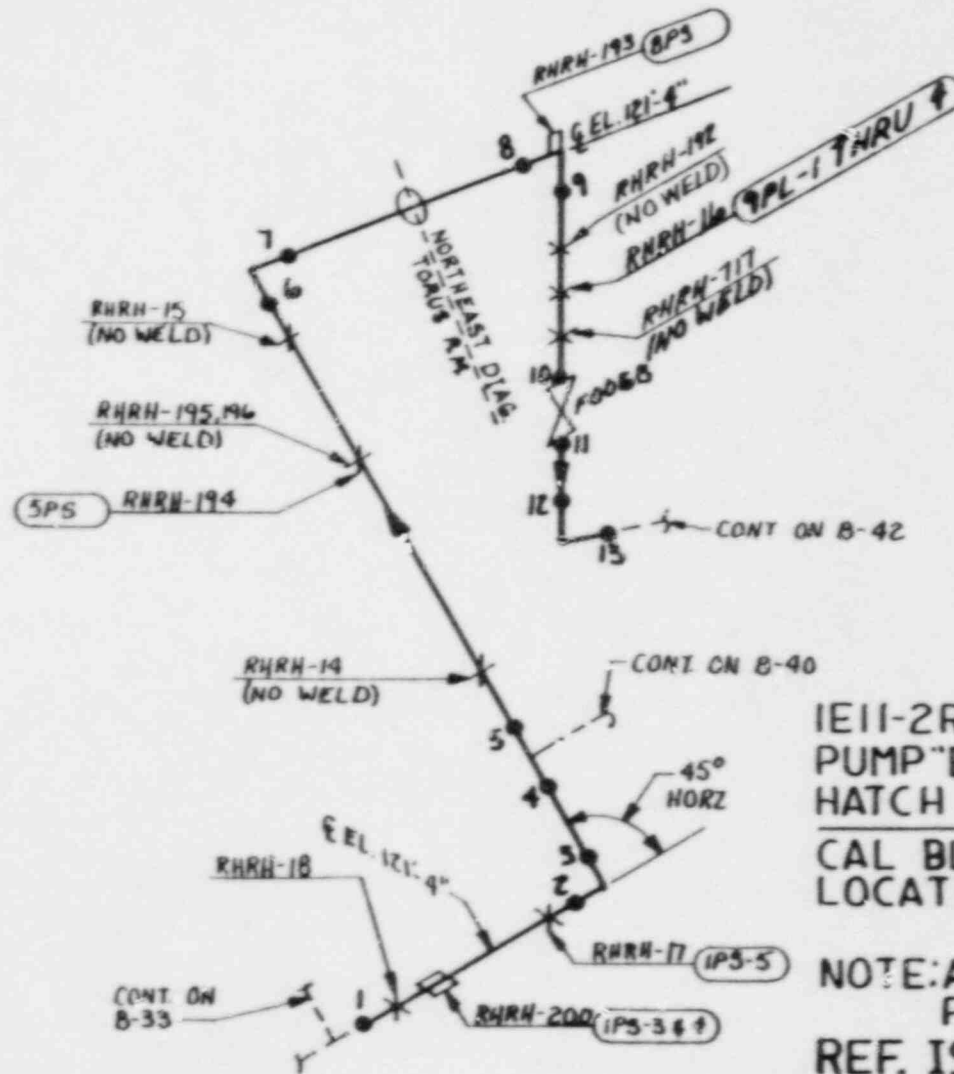 RHRH-193 8PS
₵ EL. 121'-4"
8
9
RHRH-192
(NO WELD)
RHRH-16 9PL-1 THRU 4
RHRH-717
(NO WELD)
7
6
NORTHEAST DIAG.
TORUS RM.
RHRH-15
(NO WELD)
10
F006B
11
RHRH-195,196
(NO WELD)
12
5PS RHRH-194
13
CONT ON B-42
RHRH-14
(NO WELD)
CONT. ON B-40
5
45°
HORZ
4
₵ EL. 121'-4"
3
RHRH-18
2
RHRH-17 1PS-5
CONT. ON
B-33
1
RHRH-200 1PS-3 & 4
1E11-2R
PUMP "
HATCH
CAL BL
LOCAT
NOTE: A
REF. IS